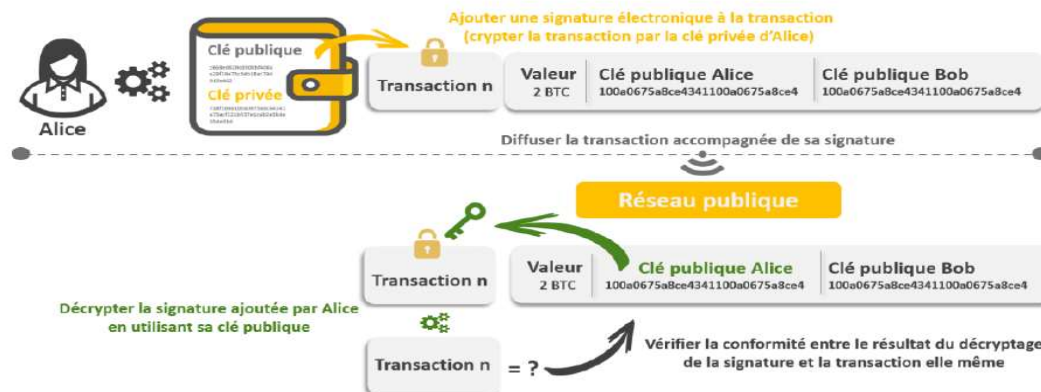 Ajouter une signature électronique à la transaction
(crypter la transaction par la clé privée d'Alice)
Clé publique
Clé privée
Alice
Transaction n
Valeur
2 BTC
Clé publique Alice
100a0675a8ce4341100a0675a8ce4
Clé publique Bob
100a0675a8ce4341100a0675a8ce4
Diffuser la transaction accompagnée de sa signature
Réseau publique
Transaction n
Valeur
2 BTC
Clé publique Alice
100a0675a8ce4341100a0675a8ce4
Clé publique Bob
100a0675a8ce4341100a0675a8ce4
Décrypter la signature ajoutée par Alice
en utilisant sa clé publique
Transaction n
= ?
Vérifier la conformité entre le résultat du décryptage
de la signature et la transaction elle même